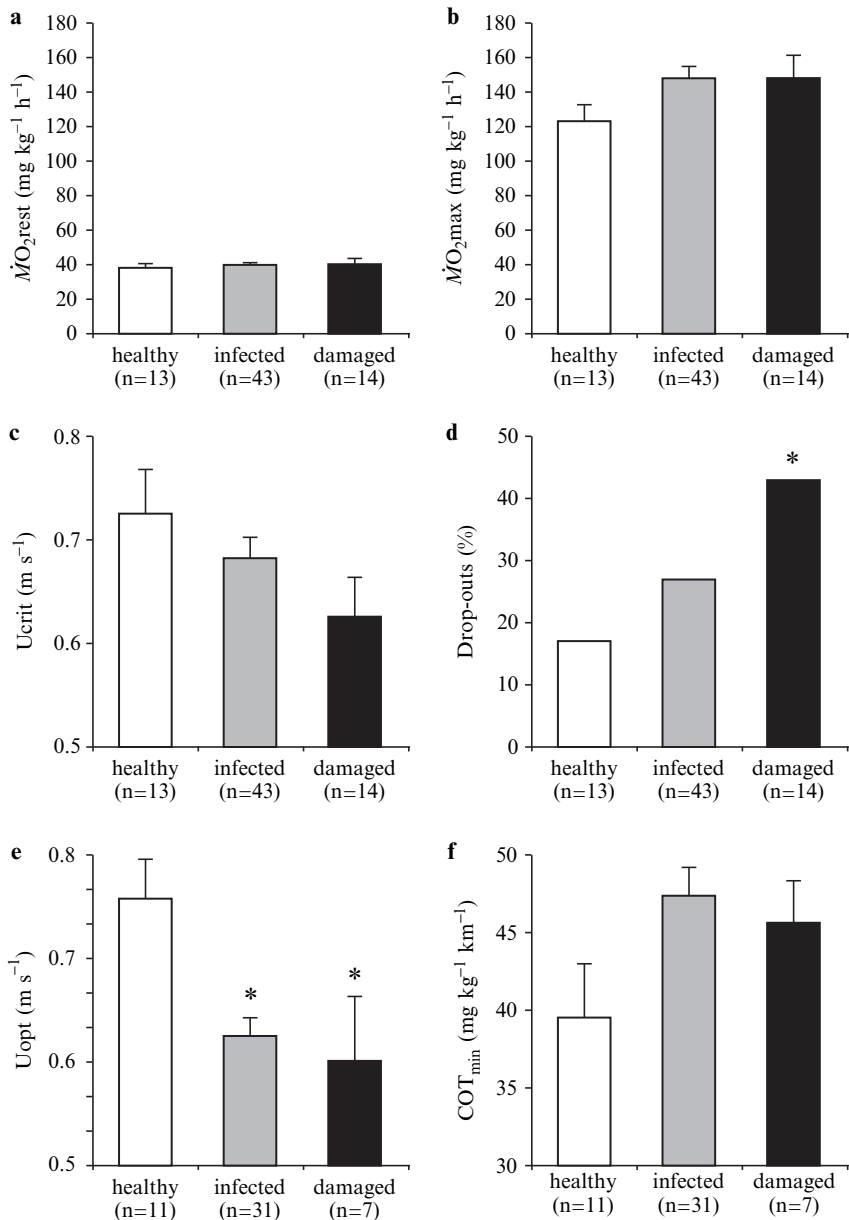 a
180
160
140
120
100
80
60
40
20
0
ṀO₂rest (mg kg⁻¹ h⁻¹)
healthy infected damaged
(n=13) (n=43) (n=14)
b
180
160
140
120
100
80
60
40
20
0
ṀO₂max (mg kg⁻¹ h⁻¹)
healthy infected damaged
(n=13) (n=43) (n=14)
c
0.8
0.7
0.6
0.5
Ucrit (m s⁻¹)
healthy infected damaged
(n=13) (n=43) (n=14)
d
50
40
30
20
10
0
Drop-outs (%)
*
healthy infected damaged
(n=13) (n=43) (n=14)
e
0.8
0.7
0.6
0.5
Uopt (m s⁻¹)
* *
healthy infected damaged
(n=11) (n=31) (n=7)
f
50
45
40
35
30
COTmin (mg kg⁻¹ km⁻¹)
healthy infected damaged
(n=11) (n=31) (n=7)